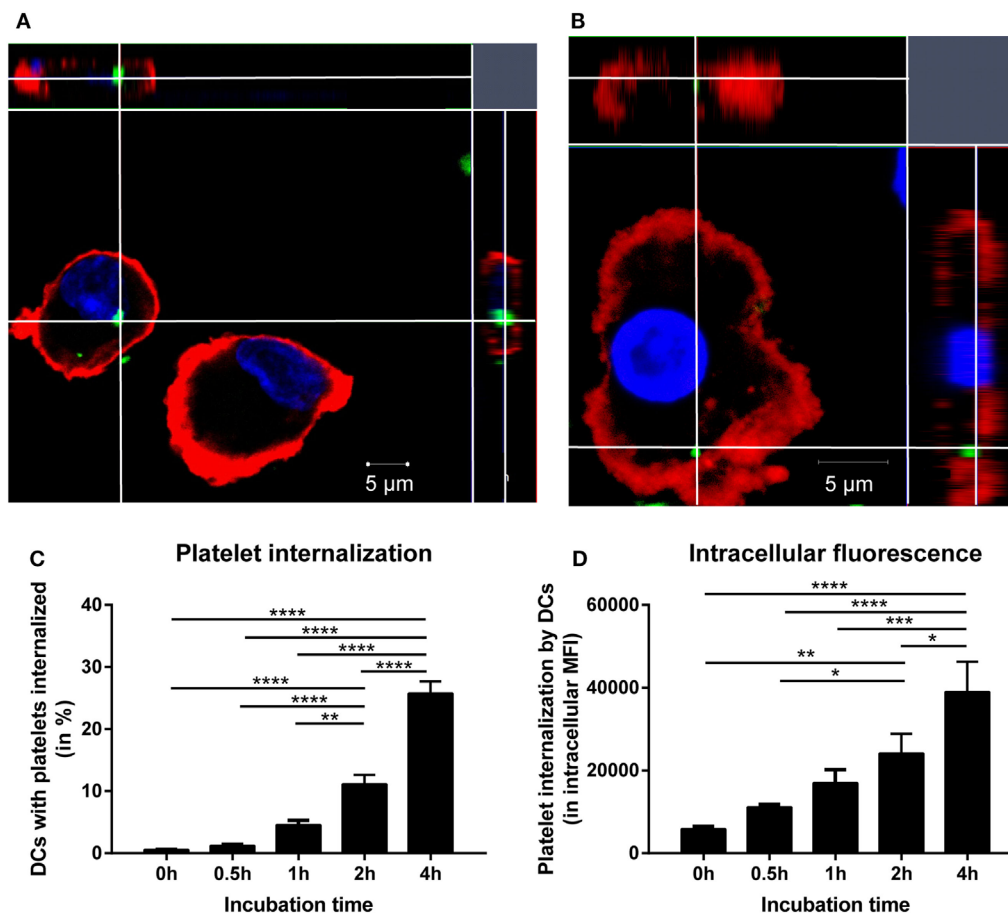 A
B
5 µm
5 µm
C
Platelet internalization
DCs with platelets internalized
(in %)
40
30
20
10
0
****
****
****
****
****
****
**
0h 0.5h 1h 2h 4h
Incubation time
D
Intracellular fluorescence
Platelet internalization by DCs
(in intracellular MFI)
60000
40000
20000
0
****
****
***
*
**
*
0h 0.5h 1h 2h 4h
Incubation time